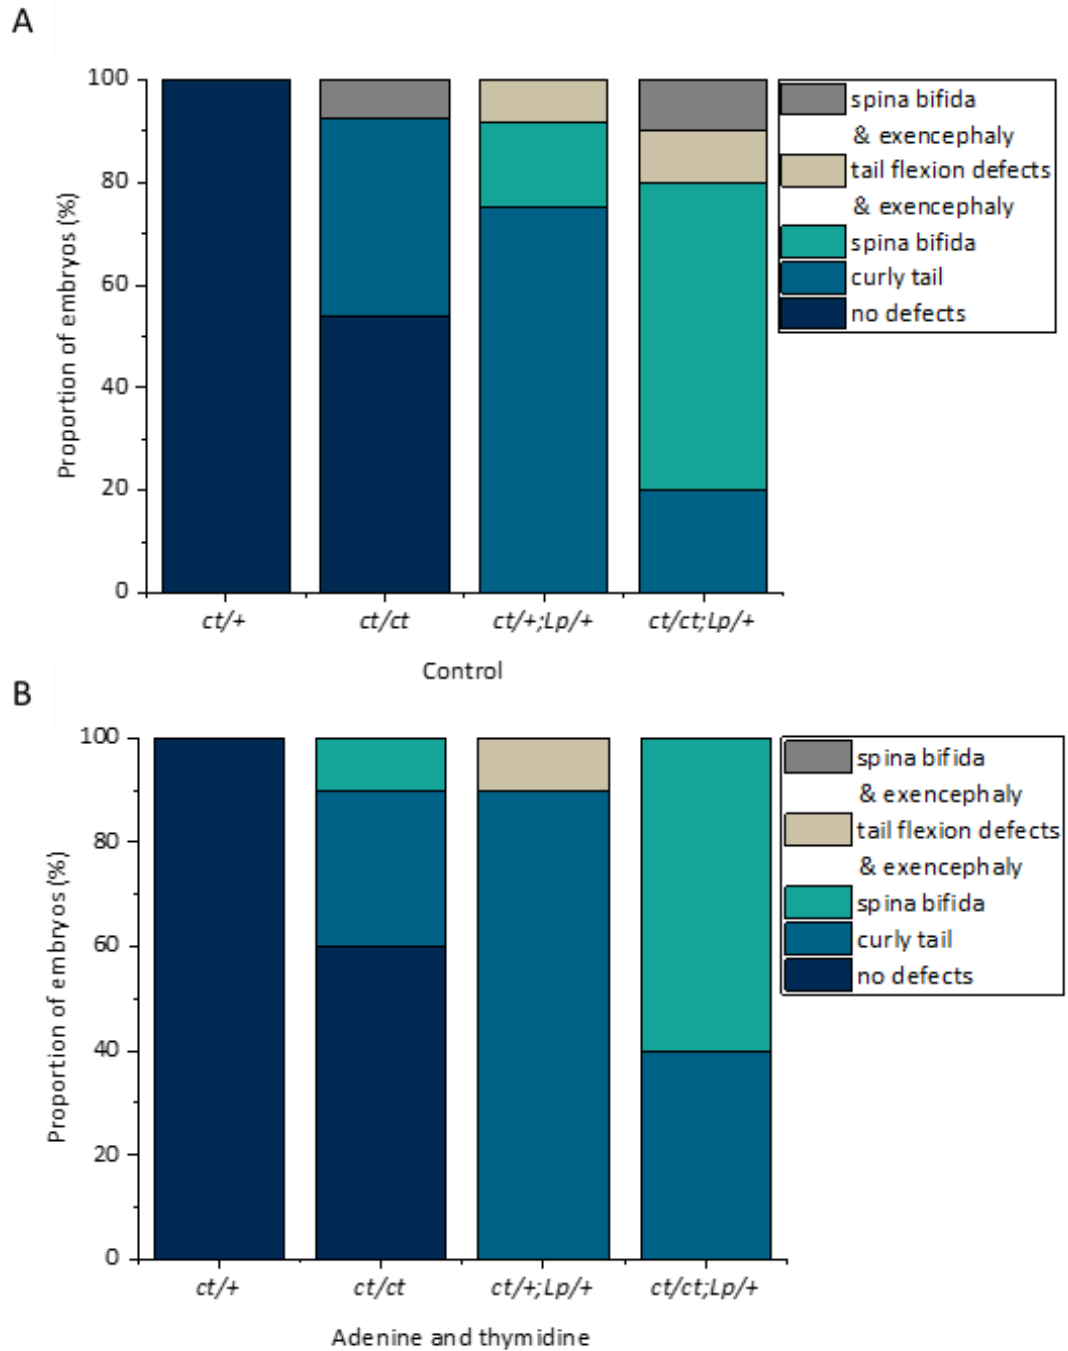 A
100
80
60
40
20
0
Proportion of embryos (%)
ct/+
ct/ct
ct/+;Lp/+
ct/ct;Lp/+
Control
spina bifida
& exencephaly
tail flexion defects
& exencephaly
spina bifida
curly tail
no defects
B
100
80
60
40
20
0
Proportion of embryos (%)
ct/+
ct/ct
ct/+;Lp/+
ct/ct;Lp/+
Adenine and thymidine
spina bifida
& exencephaly
tail flexion defects
& exencephaly
spina bifida
curly tail
no defects